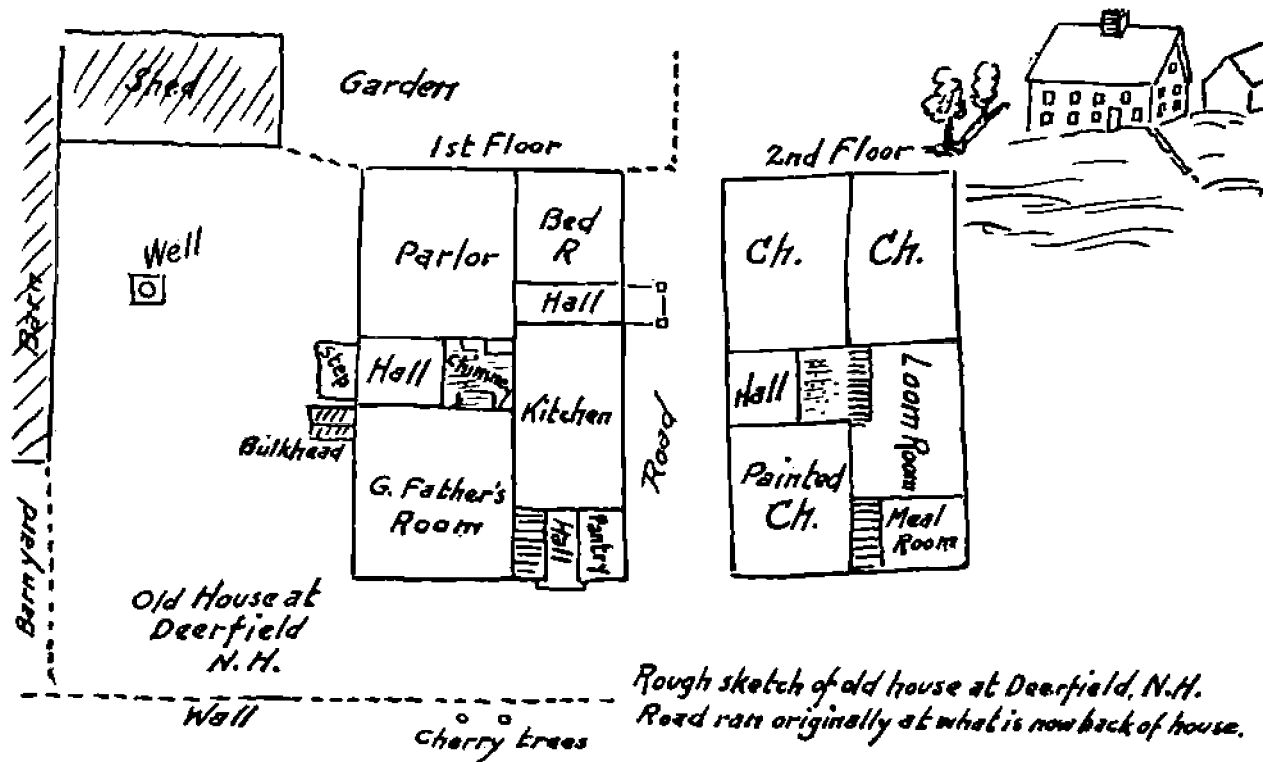 Shed
Garden
1st Floor
2nd Floor
Well
Barn
Parlor
Bed
R
Hall
Step
Hall
Chimney
Kitchen
Bulkhead
G. Father's
Room
Hall
Pantry
Road
Ch.
Ch.
Hall
Loom Room
Painted
Ch.
Meal
Room
Barnyard
Old House at
Deerfield
N.H.
Wall
Cherry trees
Rough sketch of old house at Deerfield, N.H.
Road ran originally at what is now back of house.